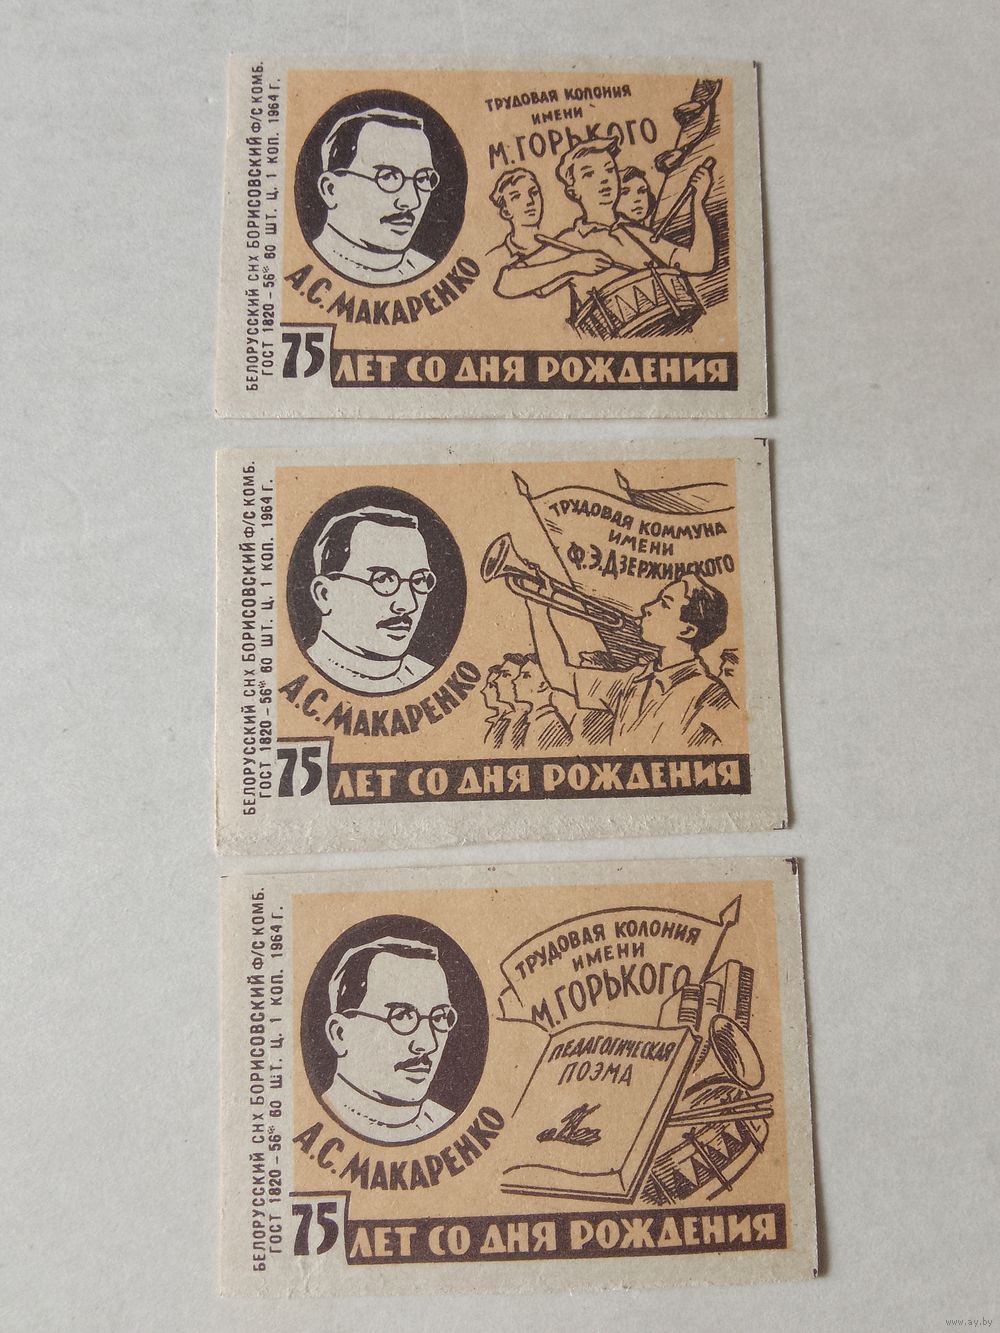 БЕЛОРУССКИЙ СНХ БОРИСОВСКИЙ Ф/С КОМБ.
ГОСТ 1820-56* 60 ШТ. Ц. 1 КОП. 1964 Г.
ТРУДОВАЯ КОЛОНИЯ
ИМЕНИ
М.ГОРЬКОГО
А.С.МАКАРЕНКО
75 ЛЕТ СО ДНЯ РОЖДЕНИЯ
БЕЛОРУССКИЙ СНХ БОРИСОВСКИЙ Ф/С КОМБ.
ГОСТ 1820-56* 60 ШТ. Ц. 1 КОП. 1964 Г.
ТРУДОВАЯ КОММУНА
ИМЕНИ
Ф.Э.ДЗЕРЖИНСКОГО
А.С.МАКАРЕНКО
75 ЛЕТ СО ДНЯ РОЖДЕНИЯ
БЕЛОРУССКИЙ СНХ БОРИСОВСКИЙ Ф/С КОМБ.
ГОСТ 1820-56* 60 ШТ. Ц. 1 КОП. 1964 Г.
ТРУДОВАЯ КОЛОНИЯ
ИМЕНИ
М.ГОРЬКОГО
ПЕДАГОГИЧЕСКАЯ
ПОЭМА
А.С.МАКАРЕНКО
75 ЛЕТ СО ДНЯ РОЖДЕНИЯ
www.ay.by